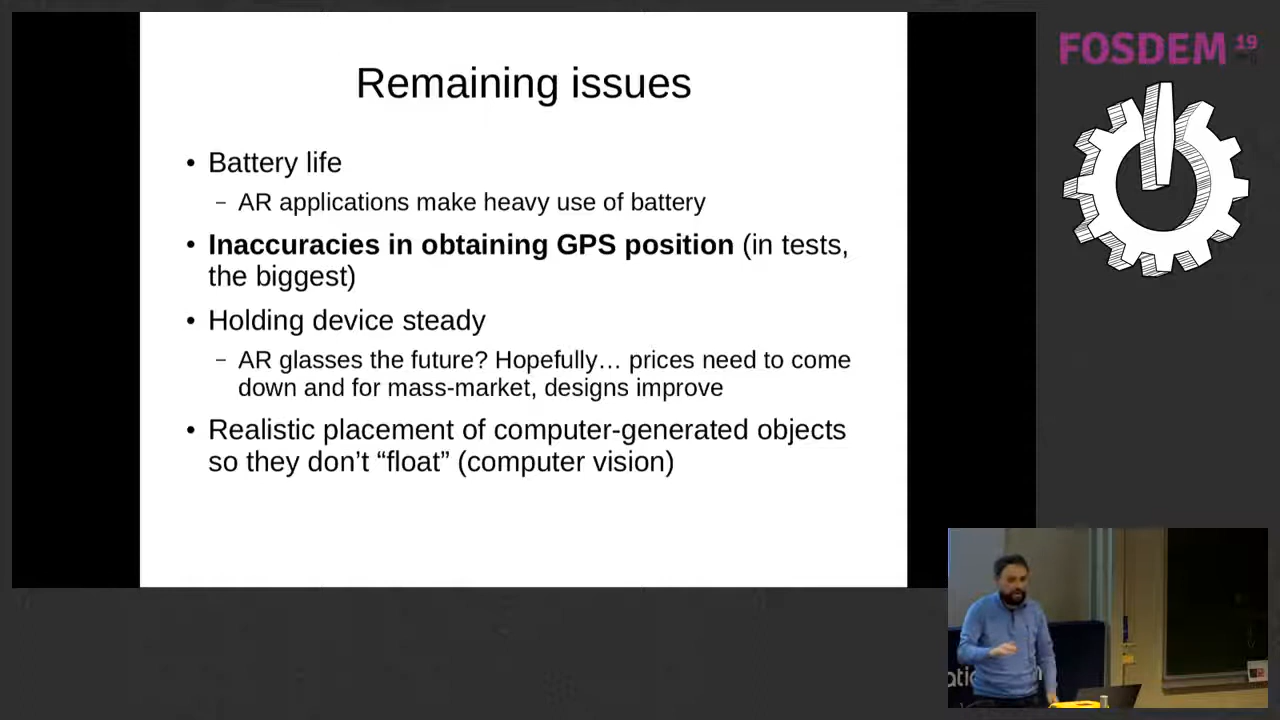 Remaining issues
FOSDEM 19
• Battery life
– AR applications make heavy use of battery
• Inaccuracies in obtaining GPS position (in tests,
the biggest)
• Holding device steady
– AR glasses the future? Hopefully… prices need to come
down and for mass-market, designs improve
• Realistic placement of computer-generated objects
so they don’t “float” (computer vision)